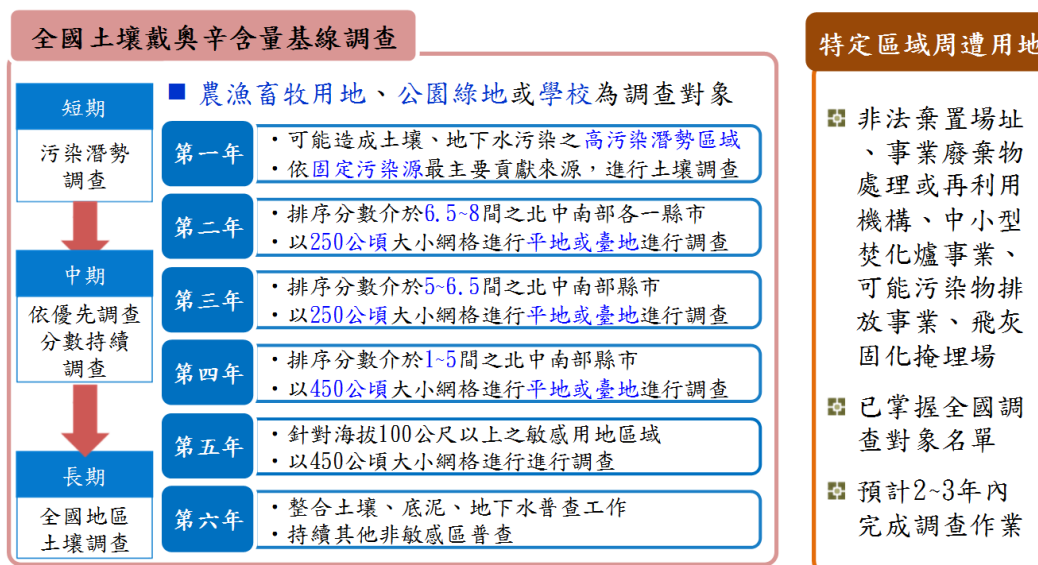 全國土壤戴奧辛含量基線調查
短期
污染潛勢
調查
中期
依優先調查
分數持續
調查
長期
全國地區
土壤調查
■ 農漁畜牧用地、公園綠地或學校為調查對象
第一年
・可能造成土壤、地下水污染之高污染潛勢區域
・依固定污染源最主要貢獻來源，進行土壤調查
第二年
・排序分數介於6.5~8間之北中南部各一縣市
・以250公頃大小網格進行平地或臺地進行調查
第三年
・排序分數介於5~6.5間之北中南部縣市
・以250公頃大小網格進行平地或臺地進行調查
第四年
・排序分數介於1~5間之北中南部縣市
・以450公頃大小網格進行平地或臺地進行調查
第五年
・針對海拔100公尺以上之敏感用地區域
・以450公頃大小網格進行進行調查
第六年
・整合土壤、底泥、地下水普查工作
・持續其他非敏感區普查
特定區域周遭用地
非法棄置場址
、事業廢棄物
處理或再利用
機構、中小型
焚化爐事業、
可能污染物排
放事業、飛灰
固化掩埋場
已掌握全國調
查對象名單
預計2~3年內
完成調查作業